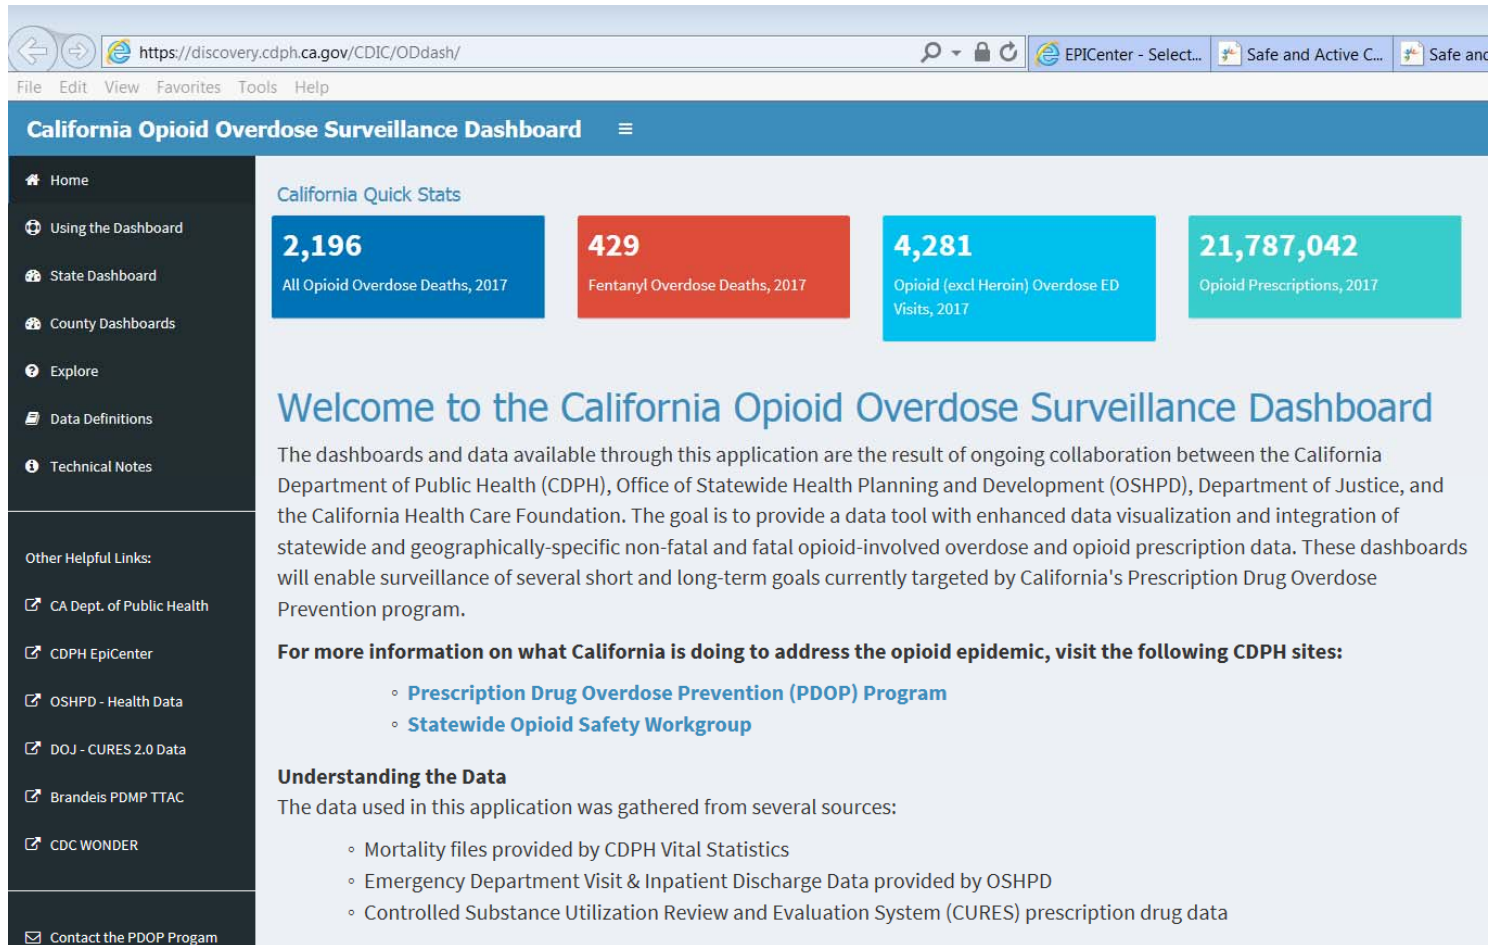 https://discovery.cdph.ca.gov/CDIC/ODdash/
EPICenter - Select...
Safe and Active C...
Safe and
File Edit View Favorites Tools Help
California Opioid Overdose Surveillance Dashboard
Home
Using the Dashboard
State Dashboard
County Dashboards
Explore
Data Definitions
Technical Notes
Other Helpful Links:
CA Dept. of Public Health
CDPH EpiCenter
OSHPD - Health Data
DOJ - CURES 2.0 Data
Brandeis PDMP TTAC
CDC WONDER
Contact the PDOP Progam
California Quick Stats
2,196
All Opioid Overdose Deaths, 2017
429
Fentanyl Overdose Deaths, 2017
4,281
Opioid (excl Heroin) Overdose ED
Visits, 2017
21,787,042
Opioid Prescriptions, 2017
Welcome to the California Opioid Overdose Surveillance Dashboard
The dashboards and data available through this application are the result of ongoing collaboration between the California
Department of Public Health (CDPH), Office of Statewide Health Planning and Development (OSHPD), Department of Justice, and
the California Health Care Foundation. The goal is to provide a data tool with enhanced data visualization and integration of
statewide and geographically-specific non-fatal and fatal opioid-involved overdose and opioid prescription data. These dashboards
will enable surveillance of several short and long-term goals currently targeted by California's Prescription Drug Overdose
Prevention program.
For more information on what California is doing to address the opioid epidemic, visit the following CDPH sites:
◦ Prescription Drug Overdose Prevention (PDOP) Program
◦ Statewide Opioid Safety Workgroup
Understanding the Data
The data used in this application was gathered from several sources:
◦ Mortality files provided by CDPH Vital Statistics
◦ Emergency Department Visit & Inpatient Discharge Data provided by OSHPD
◦ Controlled Substance Utilization Review and Evaluation System (CURES) prescription drug data